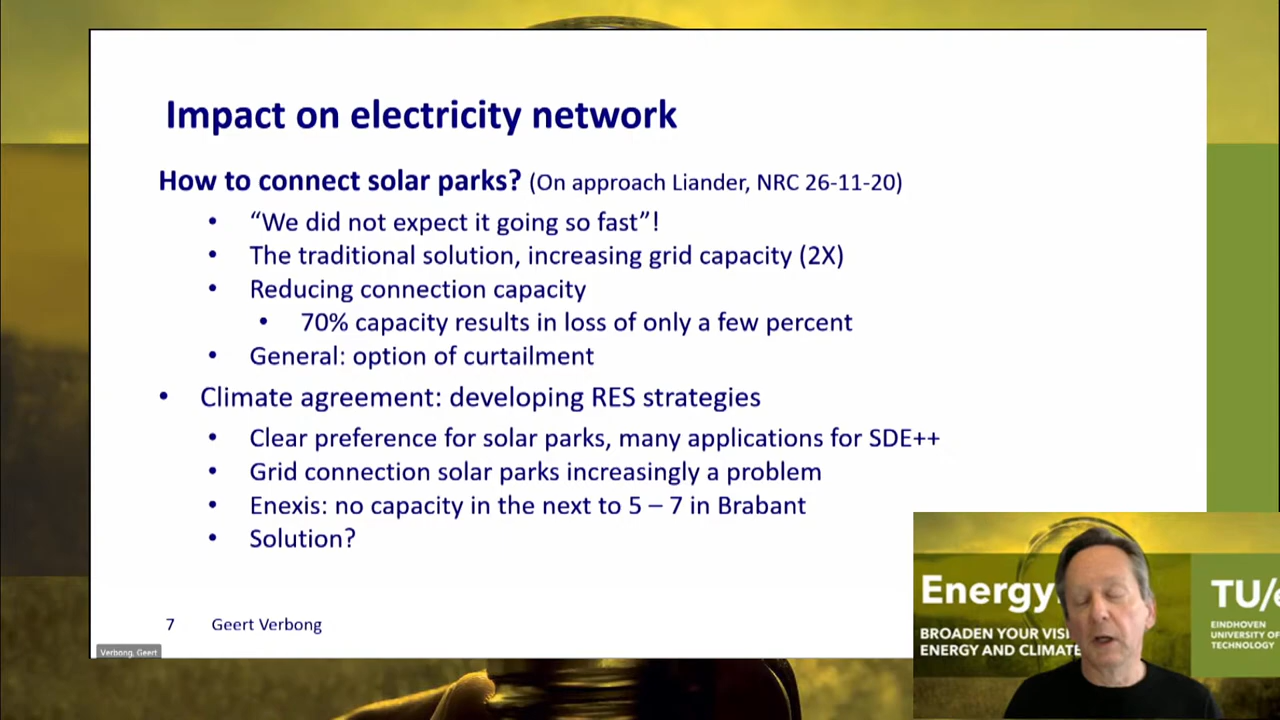 Impact on electricity network
How to connect solar parks? (On approach Liander, NRC 26-11-20)
• “We did not expect it going so fast”!
• The traditional solution, increasing grid capacity (2X)
• Reducing connection capacity
• 70% capacity results in loss of only a few percent
• General: option of curtailment
• Climate agreement: developing RES strategies
• Clear preference for solar parks, many applications for SDE++
• Grid connection solar parks increasingly a problem
• Enexis: no capacity in the next to 5 – 7 in Brabant
• Solution?
7 Geert Verbong
Verbong, Geert
Energy
BROADEN YOUR
ENERGY AND CLIMATE
TU/e
EINDHOVEN
UNIVERSITY OF
TECHNOLOGY